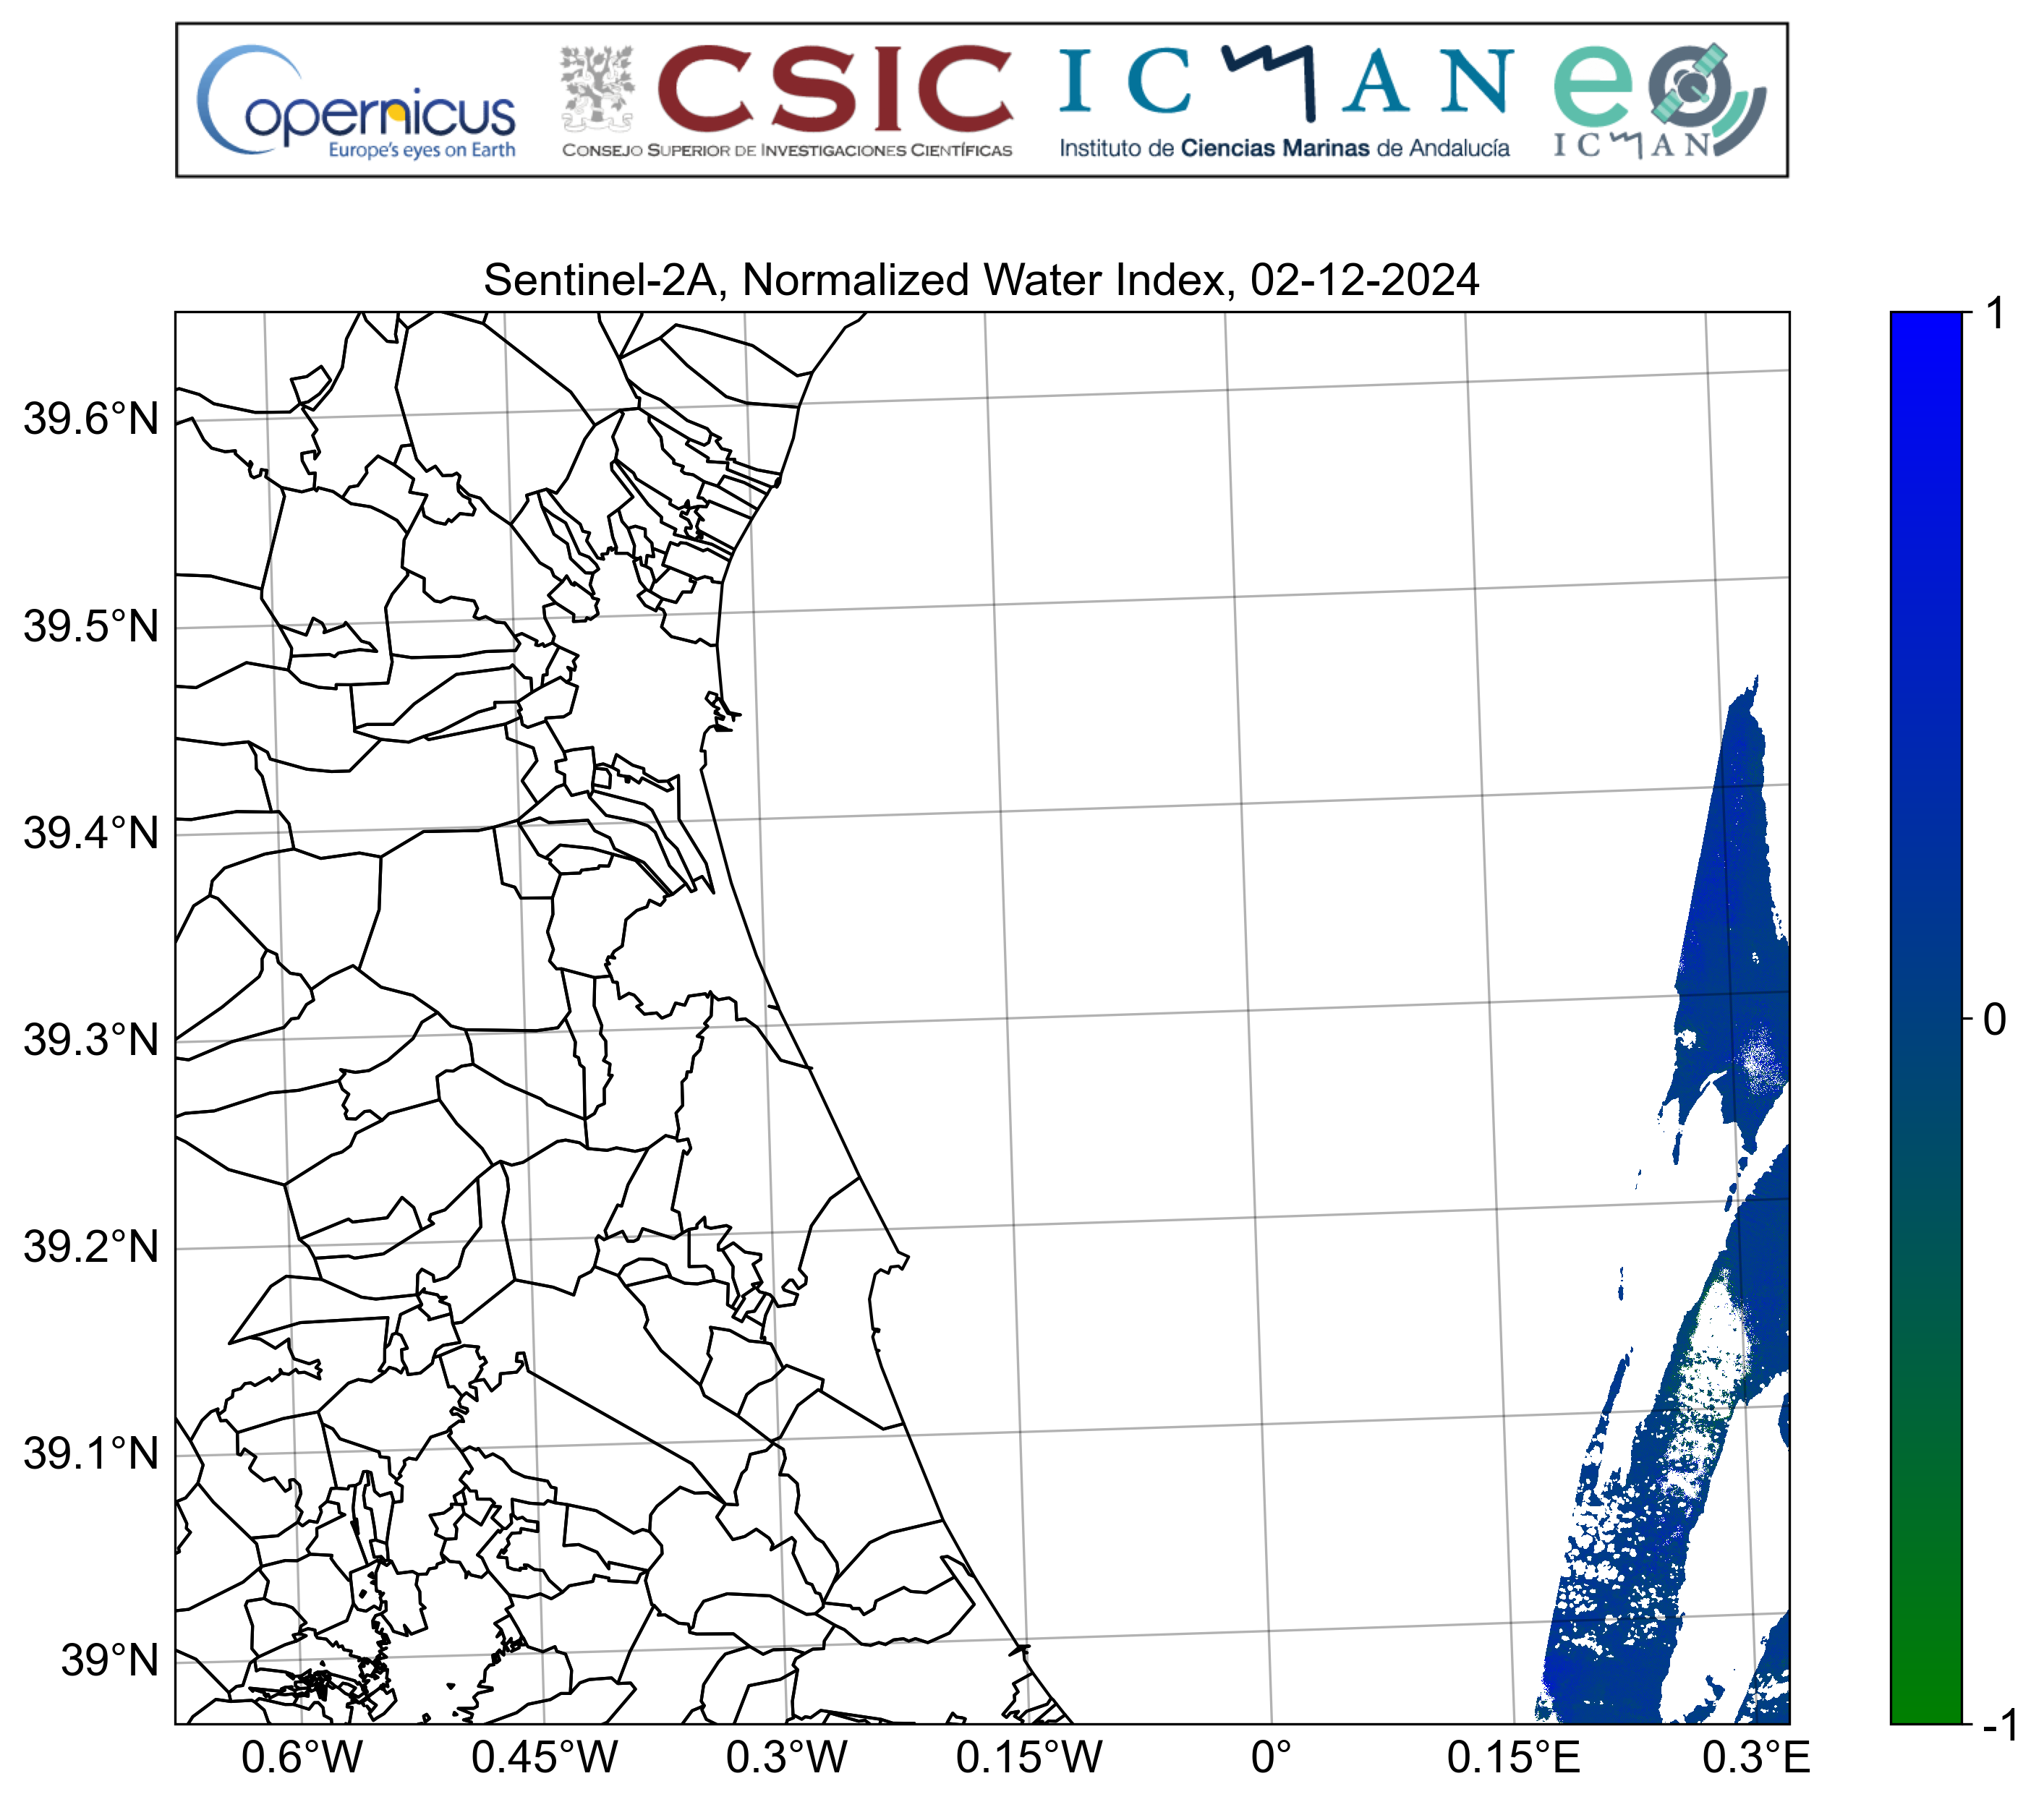 Copernicus
Europe's eyes on Earth
CSIC
CONSEJO SUPERIOR DE INVESTIGACIONES CIENTÍFICAS
ICMAN
Instituto de Ciencias Marinas de Andalucía
eo
ICMAN
Sentinel-2A, Normalized Water Index, 02-12-2024
39.6°N
39.5°N
39.4°N
39.3°N
39.2°N
39.1°N
39°N
0.6°W 0.45°W 0.3°W 0.15°W 0° 0.15°E 0.3°E
1
0
-1